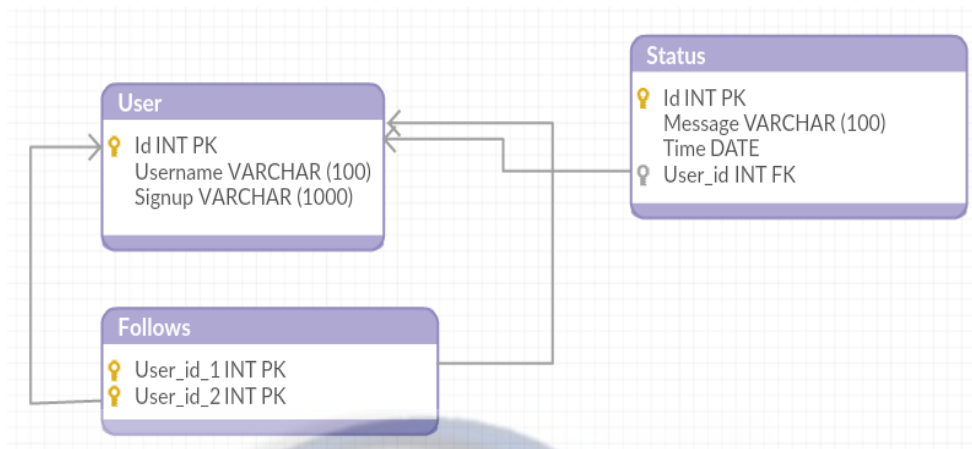 User
Id INT PK
Username VARCHAR (100)
Signup VARCHAR (1000)
Status
Id INT PK
Message VARCHAR (100)
Time DATE
User_id INT FK
Follows
User_id_1 INT PK
User_id_2 INT PK